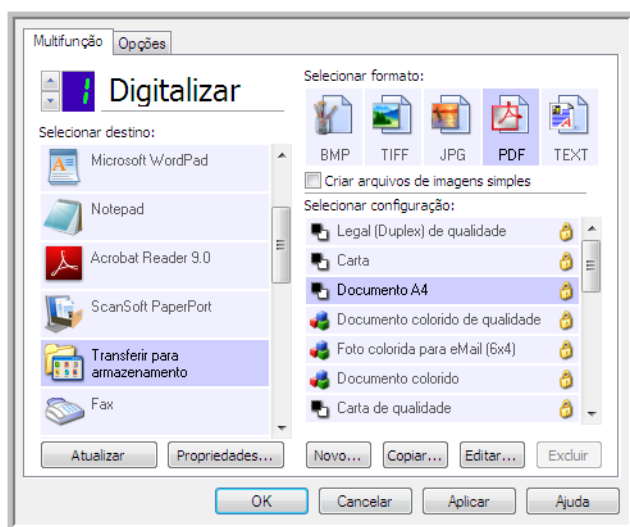 Multifunção
Opções
1
Digitalizar
Selecionar destino:
Microsoft WordPad
Notepad
Acrobat Reader 9.0
ScanSoft PaperPort
Transferir para
armazenamento
Fax
Atualizar
Propriedades...
Selecionar formato:
BMP TIFF JPG PDF TEXT
Criar arquivos de imagens simples
Selecionar configuração:
Legal (Duplex) de qualidade
Carta
Documento A4
Documento colorido de qualidade
Foto colorida para eMail (6x4)
Documento colorido
Carta de qualidade
Novo... Copiar... Editar... Excluir
OK Cancelar Aplicar Ajuda